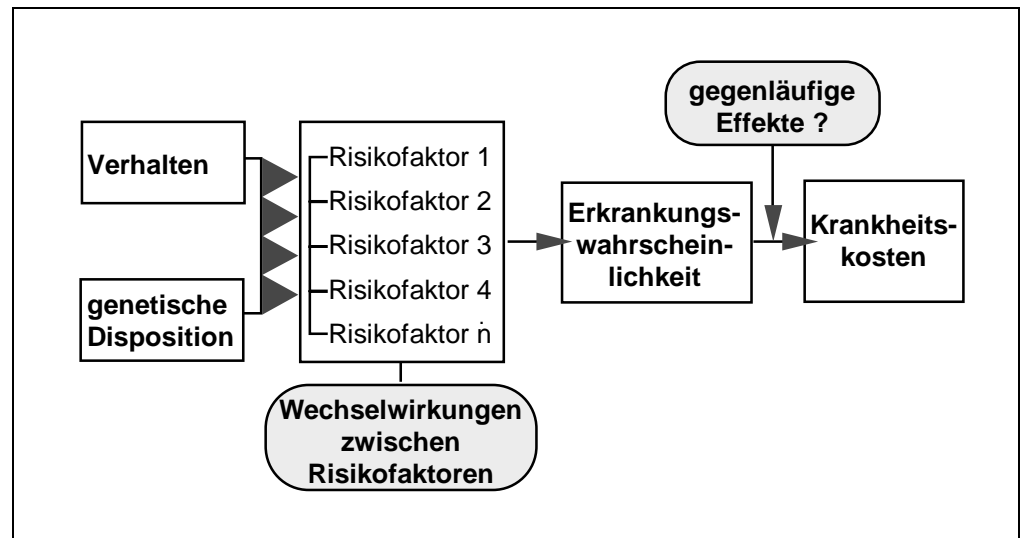 Verhalten
genetische
Disposition
Risikofaktor 1
Risikofaktor 2
Risikofaktor 3
Risikofaktor 4
Risikofaktor ṅ
Wechselwirkungen
zwischen
Risikofaktoren
Erkrankungs-
wahrschein-
lichkeit
gegenläufige
Effekte ?
Krankheits-
kosten